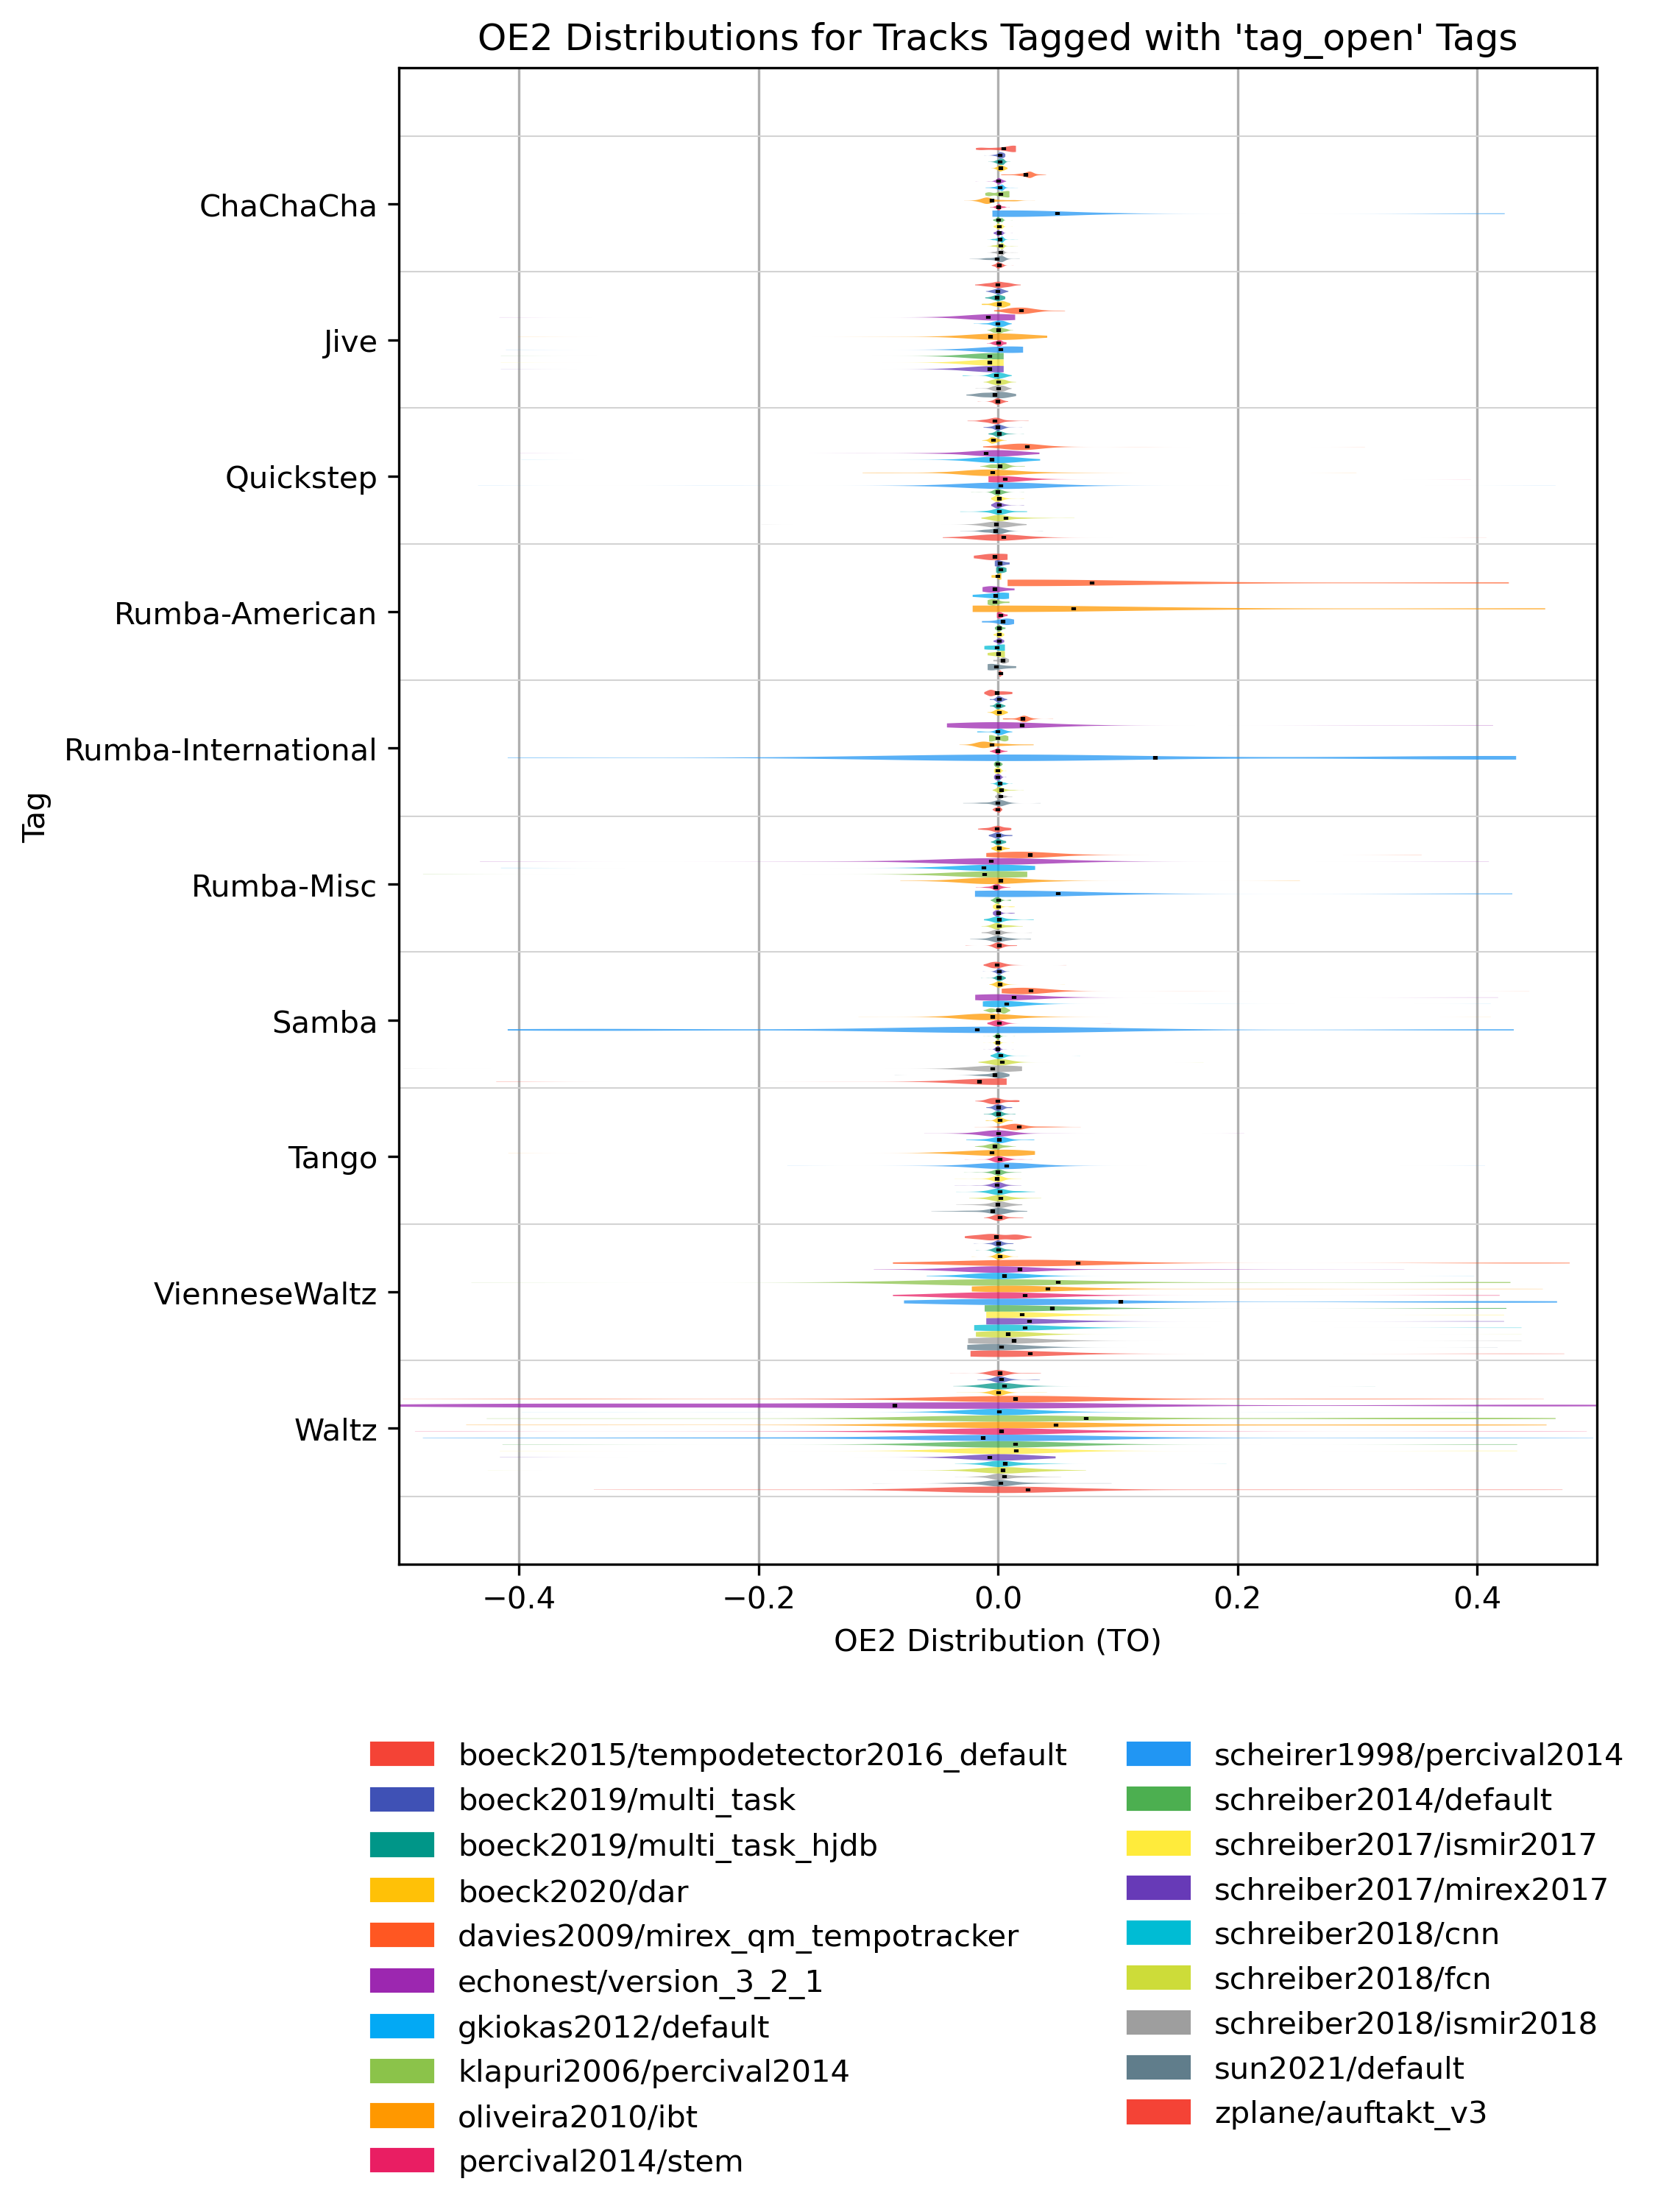 OE2 Distributions for Tracks Tagged with 'tag_open' Tags
ChaChaCha
Jive
Quickstep
Rumba-American
Rumba-International
Rumba-Misc
Samba
Tango
VienneseWaltz
Waltz
Tag
−0.4 −0.2 0.0 0.2 0.4
OE2 Distribution (TO)
boeck2015/tempodetector2016_default
boeck2019/multi_task
boeck2019/multi_task_hjdb
boeck2020/dar
davies2009/mirex_qm_tempotracker
echonest/version_3_2_1
gkiokas2012/default
klapuri2006/percival2014
oliveira2010/ibt
percival2014/stem
scheirer1998/percival2014
schreiber2014/default
schreiber2017/ismir2017
schreiber2017/mirex2017
schreiber2018/cnn
schreiber2018/fcn
schreiber2018/ismir2018
sun2021/default
zplane/auftakt_v3